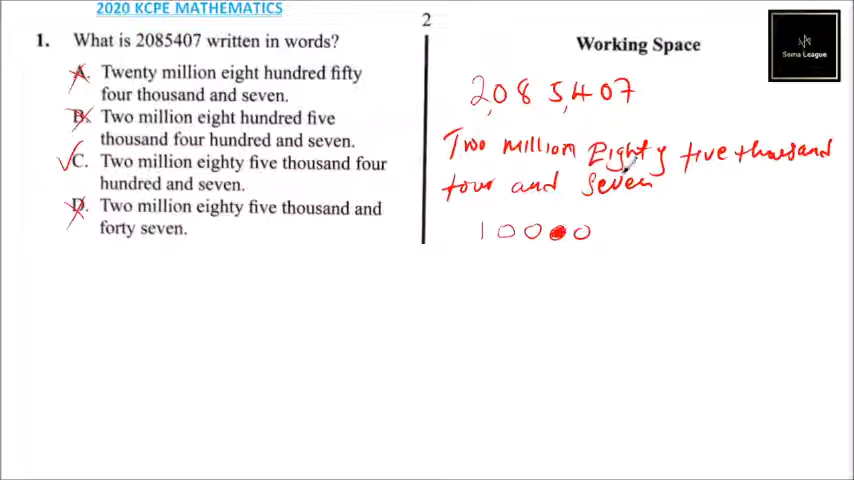 2020 KCPE MATHEMATICS
2
1. What is 2085407 written in words?
A. Twenty million eight hundred fifty
four thousand and seven.
B. Two million eight hundred five
thousand four hundred and seven.
C. Two million eighty five thousand four
hundred and seven.
D. Two million eighty five thousand and
forty seven.
Working Space
2,085,407
Two million Eighty five thousand
four and seven
10000
Soma League